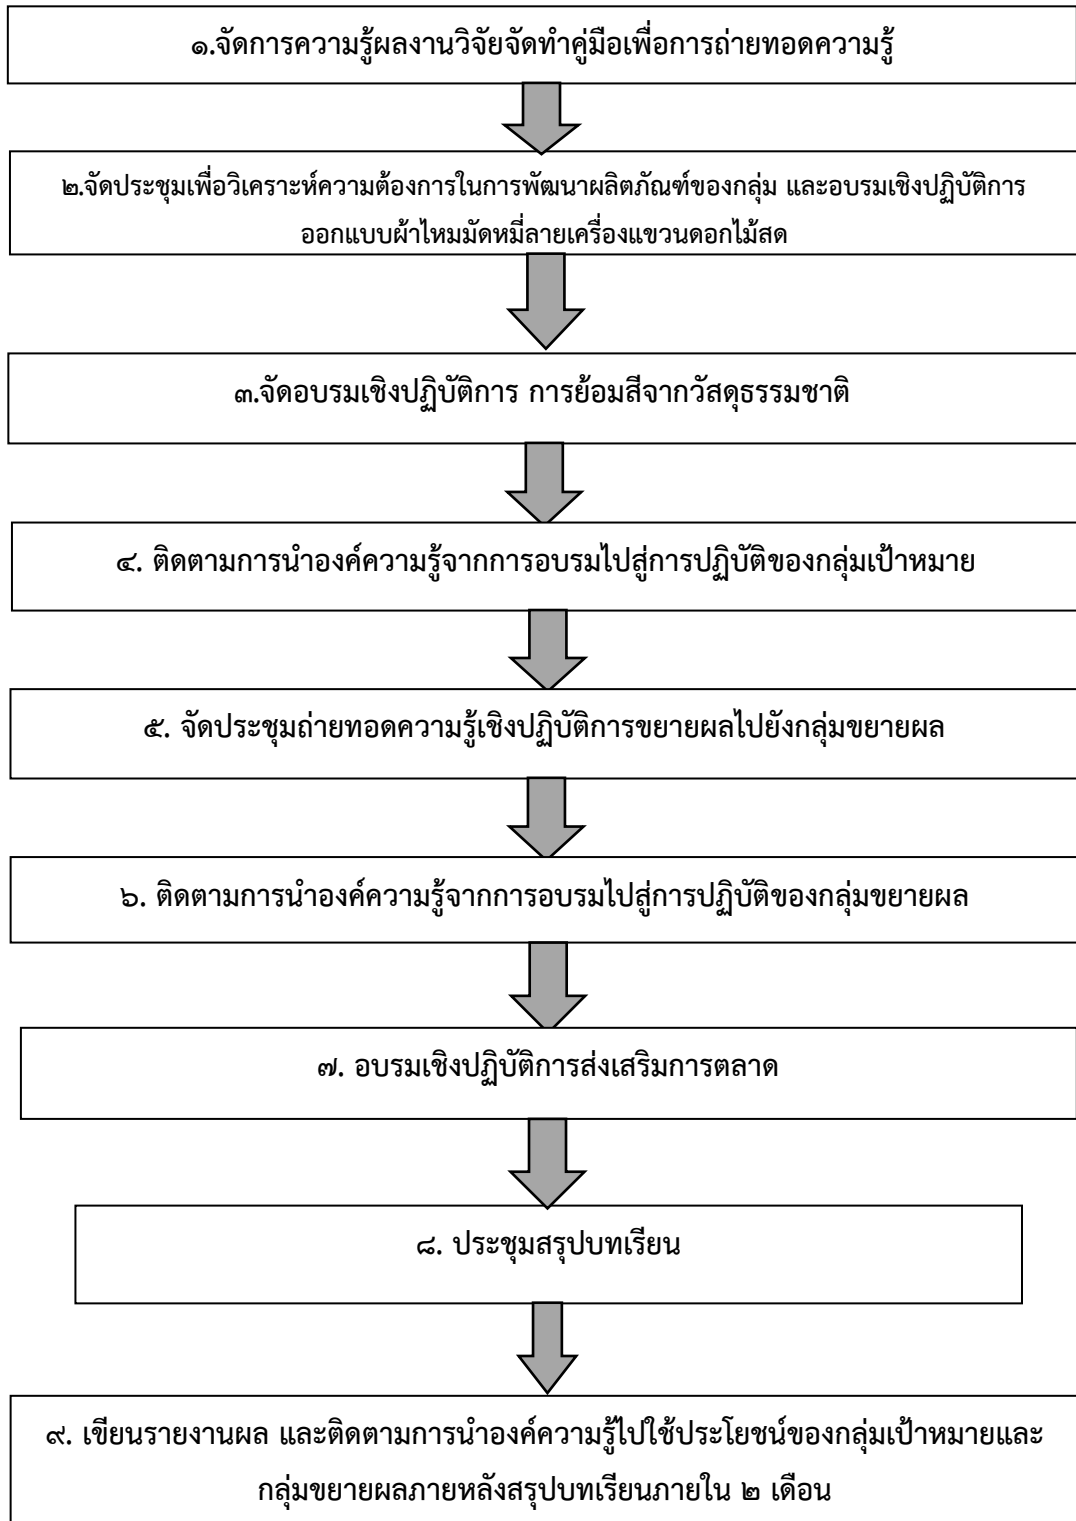 ๑.จัดการความรู้ผลงานวิจัยจัดทำคู่มือเพื่อการถ่ายทอดความรู้
๒.จัดประชุมเพื่อวิเคราะห์ความต้องการในการพัฒนาผลิตภัณฑ์ของกลุ่ม และอบรมเชิงปฏิบัติการ
ออกแบบผ้าไหมมัดหมี่ลายเครื่องแขวนดอกไม้สด
๓.จัดอบรมเชิงปฏิบัติการ การย้อมสีจากวัสดุธรรมชาติ
๔. ติดตามการนำองค์ความรู้จากการอบรมไปสู่การปฏิบัติของกลุ่มเป้าหมาย
๕. จัดประชุมถ่ายทอดความรู้เชิงปฏิบัติการขยายผลไปยังกลุ่มขยายผล
๖. ติดตามการนำองค์ความรู้จากการอบรมไปสู่การปฏิบัติของกลุ่มขยายผล
๗. อบรมเชิงปฏิบัติการส่งเสริมการตลาด
๘. ประชุมสรุปบทเรียน
๙. เขียนรายงานผล และติดตามการนำองค์ความรู้ไปใช้ประโยชน์ของกลุ่มเป้าหมายและ
กลุ่มขยายผลภายหลังสรุปบทเรียนภายใน ๒ เดือน